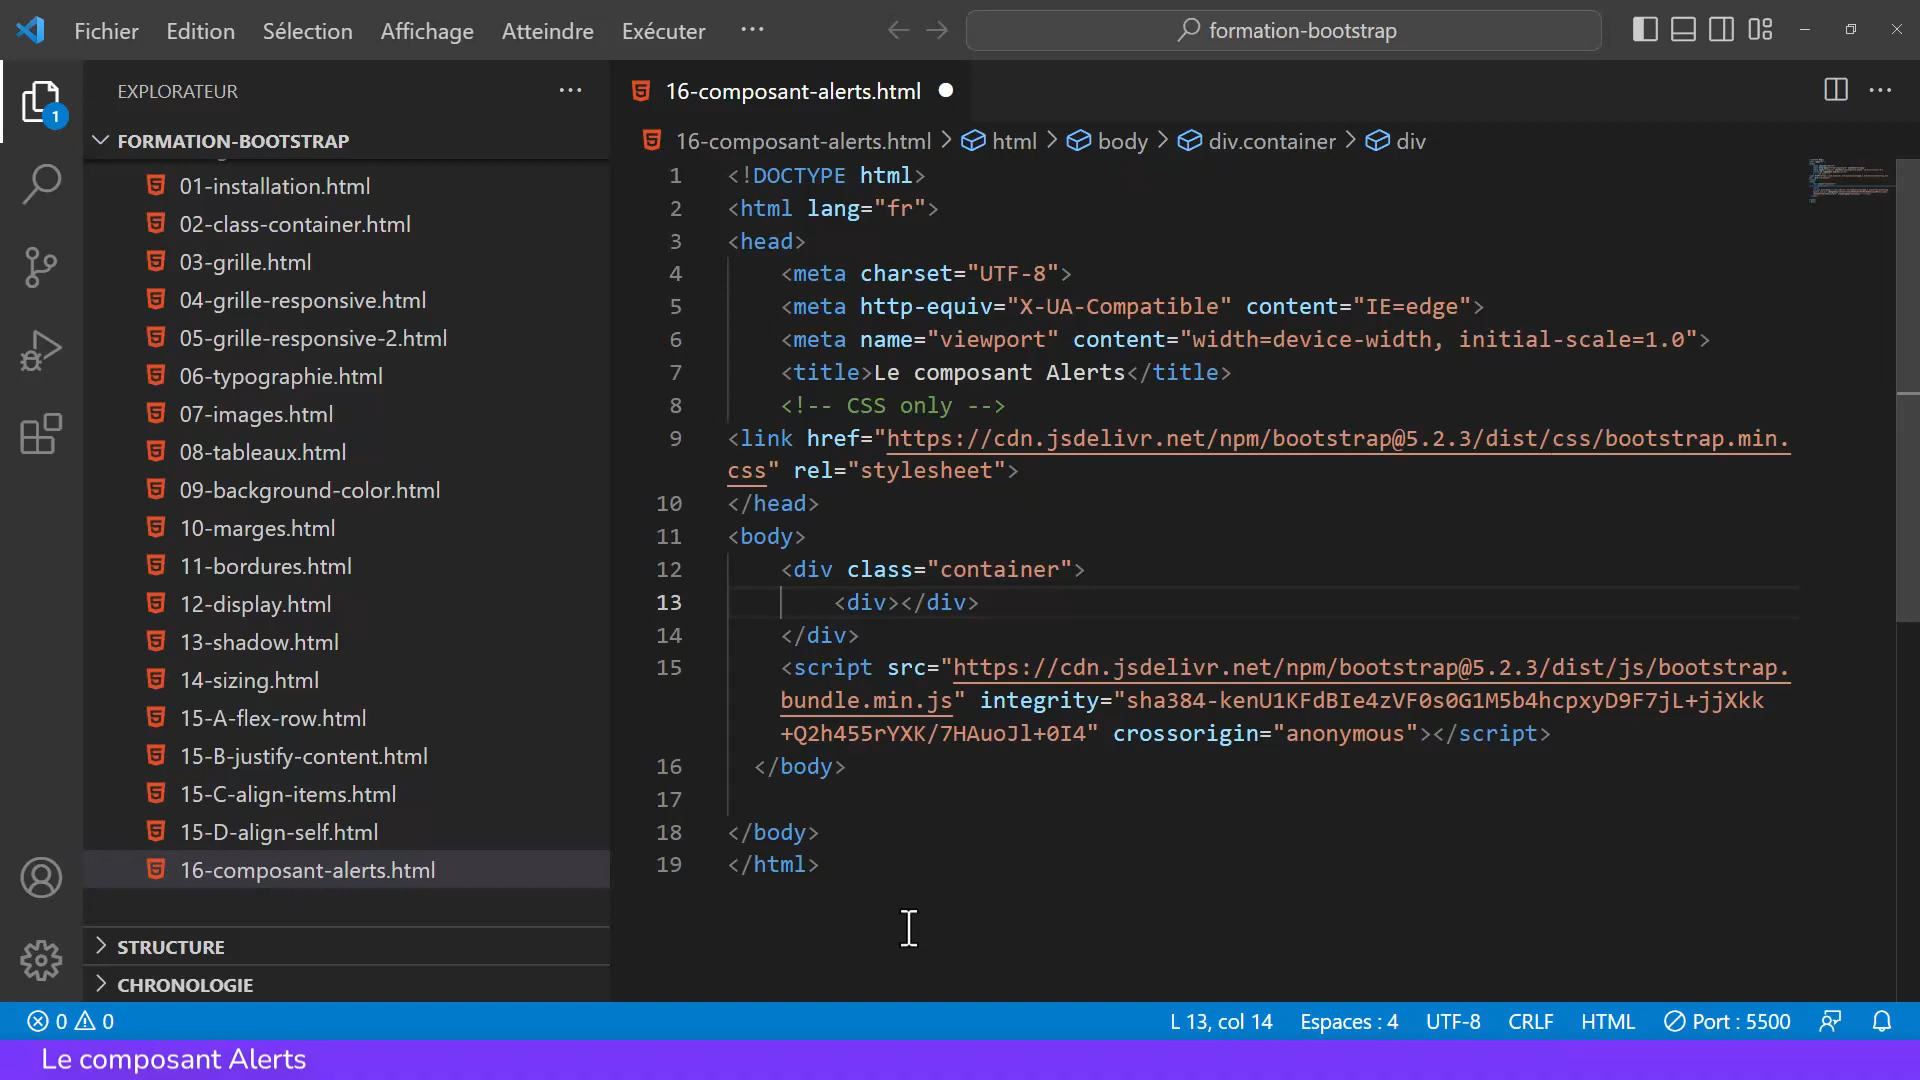 Fichier Edition Sélection Affichage Atteindre Exécuter ··· formation-bootstrap
EXPLORATEUR ···
FORMATION-BOOTSTRAP
01-installation.html
02-class-container.html
03-grille.html
04-grille-responsive.html
05-grille-responsive-2.html
06-typographie.html
07-images.html
08-tableaux.html
09-background-color.html
10-marges.html
11-bordures.html
12-display.html
13-shadow.html
14-sizing.html
15-A-flex-row.html
15-B-justify-content.html
15-C-align-items.html
15-D-align-self.html
16-composant-alerts.html
STRUCTURE
CHRONOLOGIE
1
16-composant-alerts.html
16-composant-alerts.html > html > body > div.container > div
1 <!DOCTYPE html>
2 <html lang="fr">
3 <head>
4 <meta charset="UTF-8">
5 <meta http-equiv="X-UA-Compatible" content="IE=edge">
6 <meta name="viewport" content="width=device-width, initial-scale=1.0">
7 <title>Le composant Alerts</title>
8 <!-- CSS only -->
9 <link href="https://cdn.jsdelivr.net/npm/bootstrap@5.2.3/dist/css/bootstrap.min.
css" rel="stylesheet">
10 </head>
11 <body>
12 <div class="container">
13 <div></div>
14 </div>
15 <script src="https://cdn.jsdelivr.net/npm/bootstrap@5.2.3/dist/js/bootstrap.
bundle.min.js" integrity="sha384-kenU1KFdBIe4zVF0s0G1M5b4hcpxyD9F7jL+jjXkk
+Q2h455rYXK/7HAuoJl+0I4" crossorigin="anonymous"></script>
16 </body>
17
18 </body>
19 </html>
0 0 L 13, col 14 Espaces : 4 UTF-8 CRLF HTML Port : 5500
Le composant Alerts